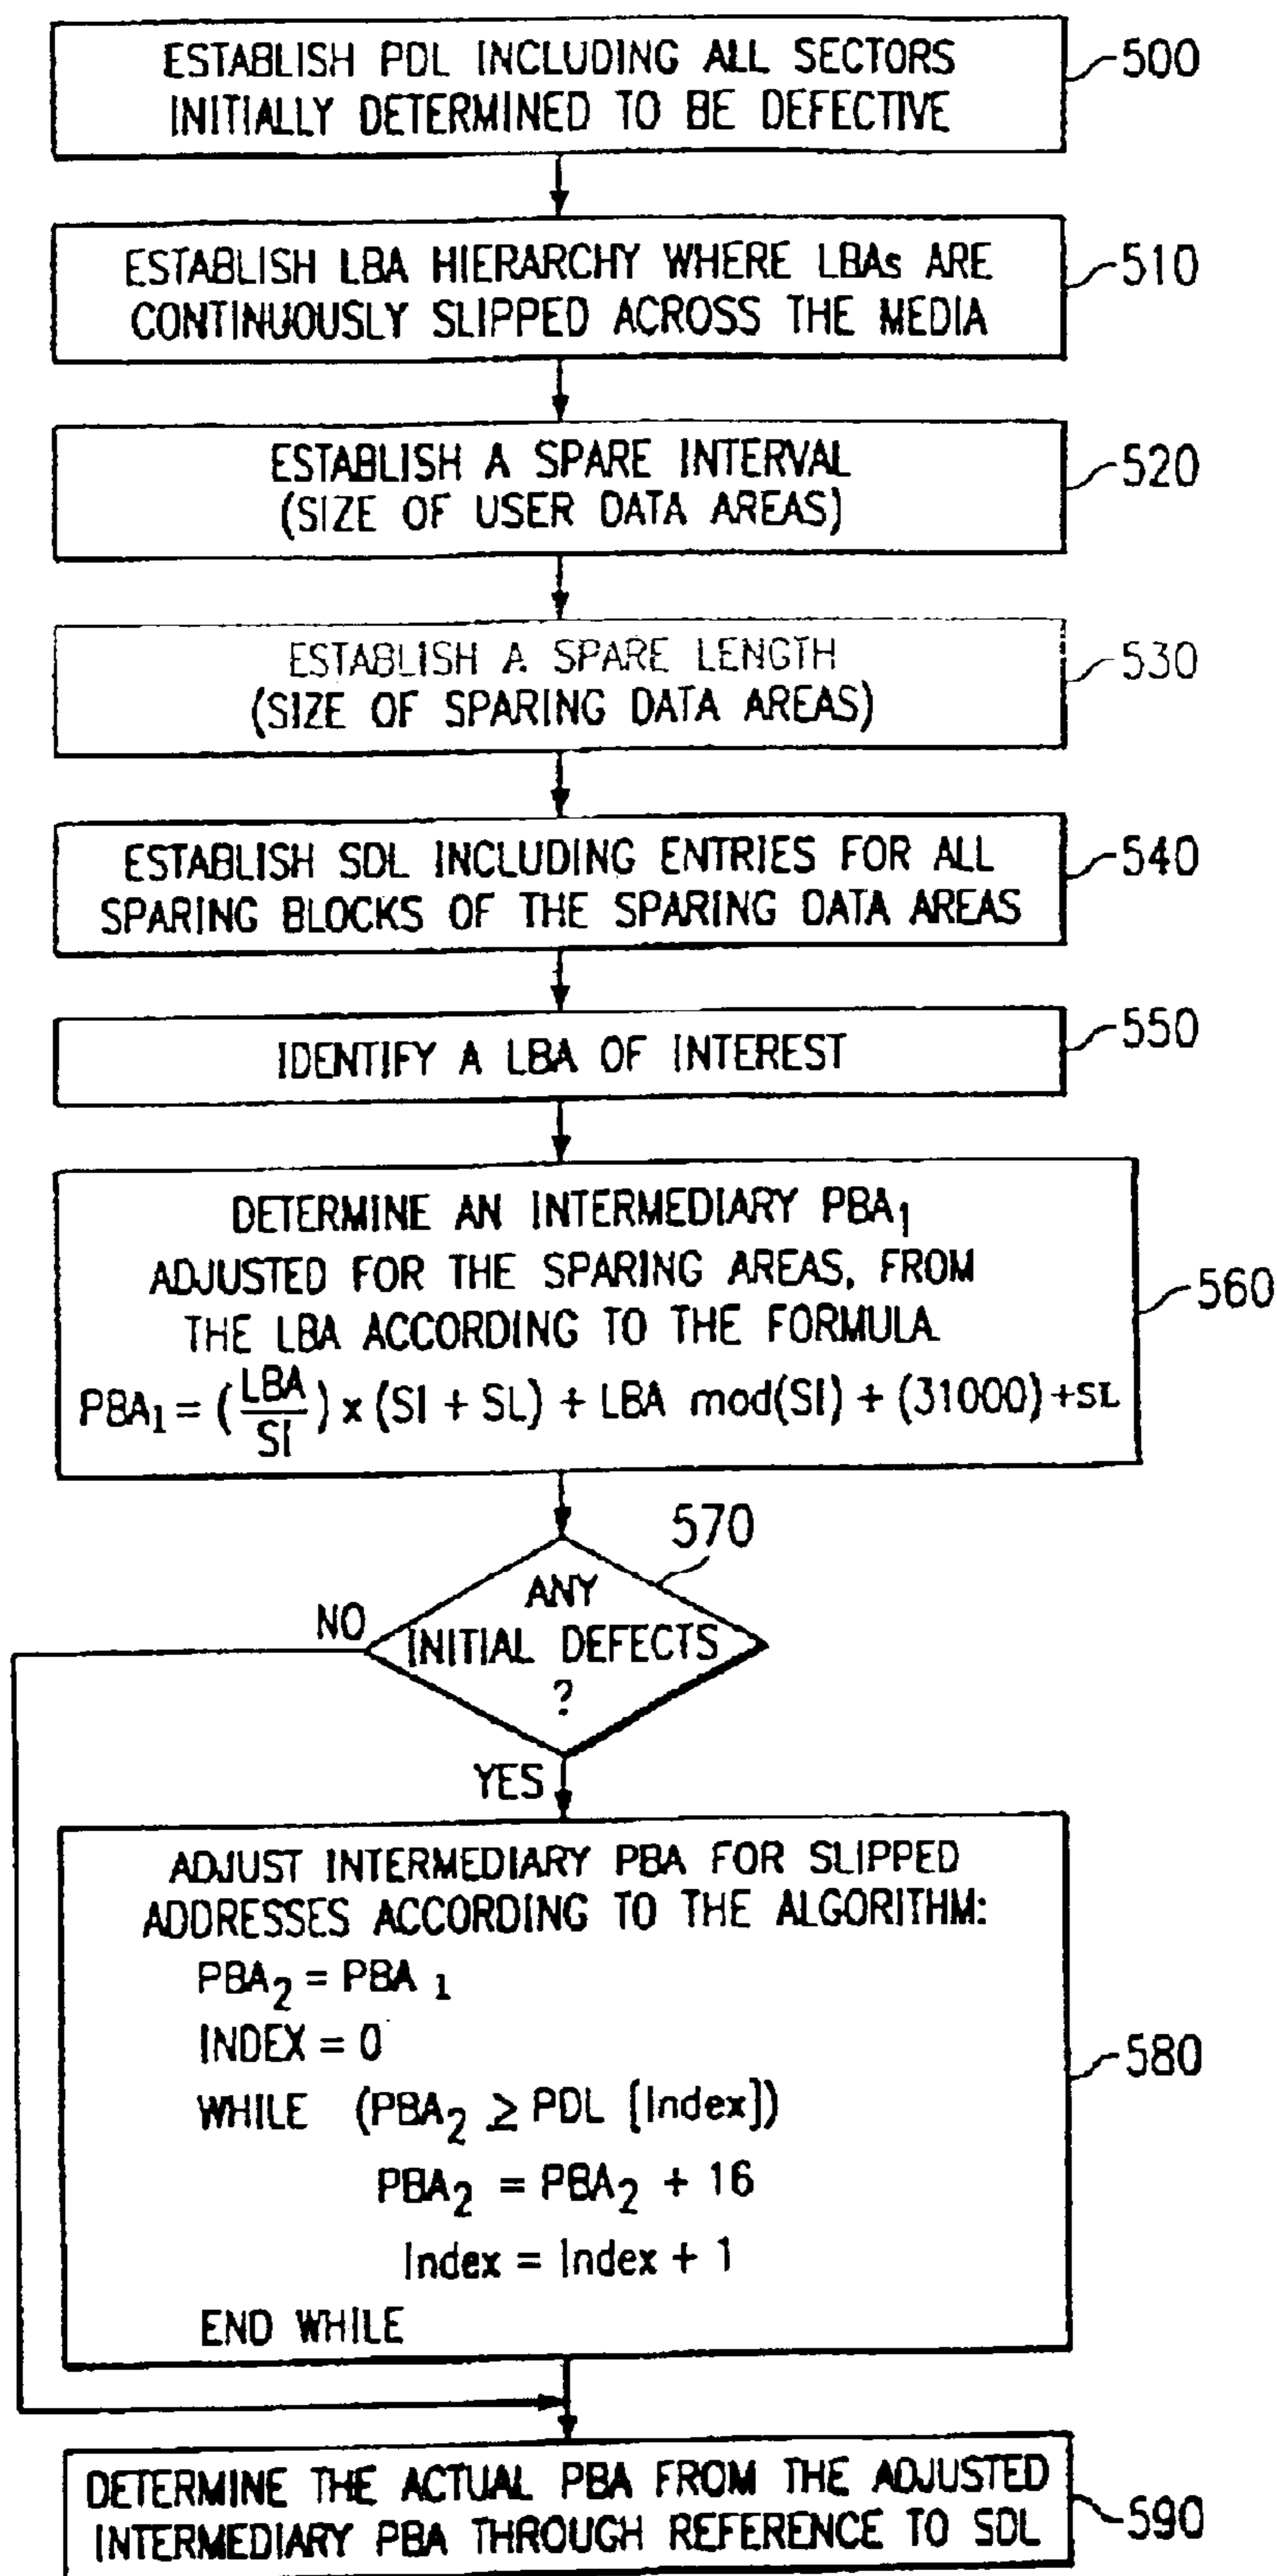 ESTABLISH PDL INCLUDING ALL SECTORS
INITIALLY DETERMINED TO BE DEFECTIVE
500
ESTABLISH LBA HIERARCHY WHERE LBAs ARE
CONTINUOUSLY SLIPPED ACROSS THE MEDIA
510
ESTABLISH A SPARE INTERVAL
(SIZE OF USER DATA AREAS)
520
ESTABLISH A SPARE LENGTH
(SIZE OF SPARING DATA AREAS)
530
ESTABLISH SDL INCLUDING ENTRIES FOR ALL
SPARING BLOCKS OF THE SPARING DATA AREAS
540
IDENTIFY A LBA OF INTEREST
550
DETERMINE AN INTERMEDIARY PBA₁
ADJUSTED FOR THE SPARING AREAS, FROM
THE LBA ACCORDING TO THE FORMULA.
PBA₁ = (LBA/SI) x (SI + SL) + LBA mod(SI) + (31000) +SL
560
570
ANY
INITIAL DEFECTS
?
NO
YES
ADJUST INTERMEDIARY PBA FOR SLIPPED
ADDRESSES ACCORDING TO THE ALGORITHM:
PBA₂ = PBA ₁
INDEX = 0
WHILE (PBA₂ ≥ PDL [Index])
PBA₂ = PBA₂ + 16
Index = Index + 1
END WHILE
580
DETERMINE THE ACTUAL PBA FROM THE ADJUSTED
INTERMEDIARY PBA THROUGH REFERENCE TO SDL
590